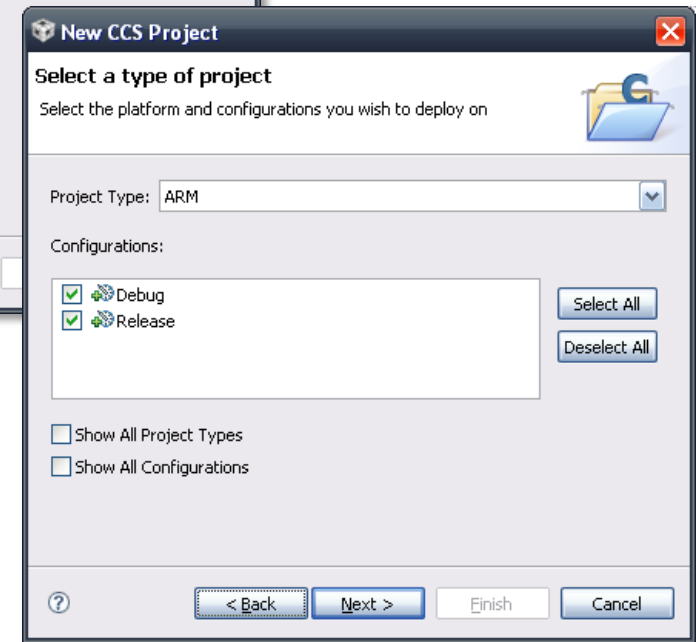 New CCS Project
Select a type of project
Select the platform and configurations you wish to deploy on
Project Type: ARM
Configurations:
Debug
Release
Select All
Deselect All
Show All Project Types
Show All Configurations
< Back Next > Finish Cancel